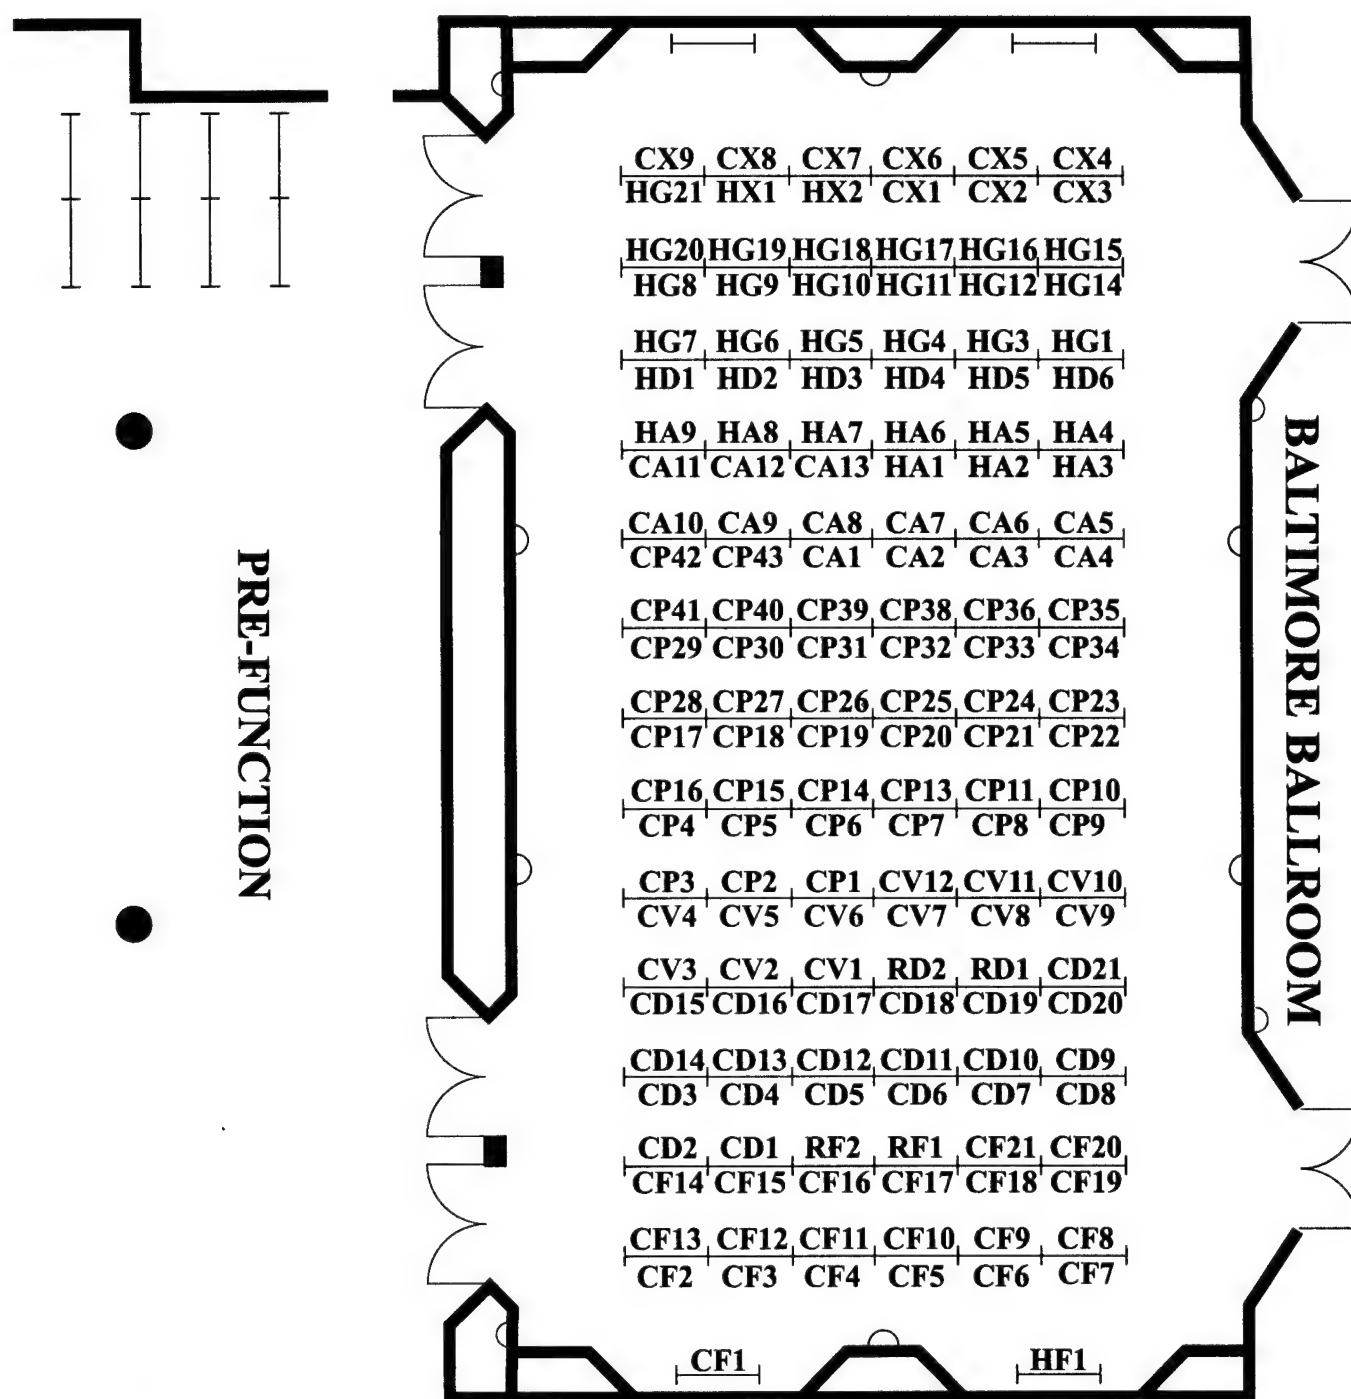 CX9 CX8 CX7 CX6 CX5 CX4
HG21 HX1 HX2 CX1 CX2 CX3
HG20 HG19 HG18 HG17 HG16 HG15
HG8 HG9 HG10 HG11 HG12 HG14
HG7 HG6 HG5 HG4 HG3 HG1
HD1 HD2 HD3 HD4 HD5 HD6
HA9 HA8 HA7 HA6 HA5 HA4
CA11 CA12 CA13 HA1 HA2 HA3
CA10 CA9 CA8 CA7 CA6 CA5
CP42 CP43 CA1 CA2 CA3 CA4
CP41 CP40 CP39 CP38 CP36 CP35
CP29 CP30 CP31 CP32 CP33 CP34
CP28 CP27 CP26 CP25 CP24 CP23
CP17 CP18 CP19 CP20 CP21 CP22
CP16 CP15 CP14 CP13 CP11 CP10
CP4 CP5 CP6 CP7 CP8 CP9
CP3 CP2 CP1 CV12 CV11 CV10
CV4 CV5 CV6 CV7 CV8 CV9
CV3 CV2 CV1 RD2 RD1 CD21
CD15 CD16 CD17 CD18 CD19 CD20
CD14 CD13 CD12 CD11 CD10 CD9
CD3 CD4 CD5 CD6 CD7 CD8
CD2 CD1 RF2 RF1 CF21 CF20
CF14 CF15 CF16 CF17 CF18 CF19
CF13 CF12 CF11 CF10 CF9 CF8
CF2 CF3 CF4 CF5 CF6 CF7
CF1 HF1
PRE-FUNCTION
BALTIMORE BALLROOM